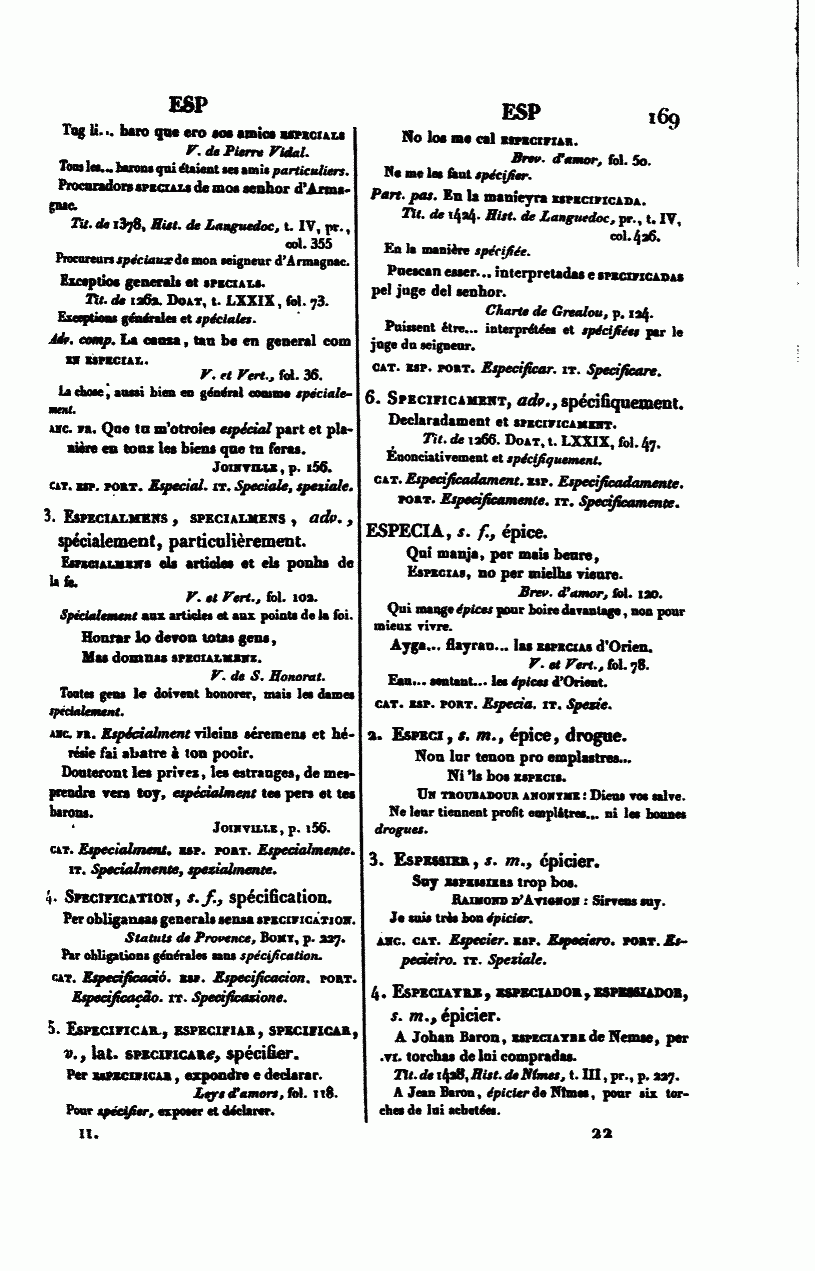 ESP
Tug li... baro que ero sos amics ESPECIALS
V. de Pierre Vidal.
Tous les... barons qui étaient ses amis particuliers.
Procuradors SPECIALS de mos senhor d'Arma-
gnac.
Tit. de 1378, Hist. de Languedoc, t. IV, pr.,
col. 355
Procureurs spéciaux de mon seigneur d'Armagnac.
Exceptios generals et SPECIALS.
Tit. de 1262. DOAT, t. LXXIX, fol. 73.
Exceptions générales et spéciales.
Adv. comp. La causa, tan be en general com
EN ESPECIAL.
V. et Vert., fol. 36.
La chose, aussi bien en général comme spéciale-
ment.
ANC. FR. Que tu m'otroies espécial part et pla-
nière en tous les biens que tu feras.
JOINVILLE, p. 156.
CAT. ESP. PORT. Especial. IT. Speciale, speziale.
3. ESPECIALMENS, SPECIALMENS, adv.,
spécialement, particulièrement.
ESPECIALMENS els articles et els ponhs de
la fe.
V. et Vert., fol. 102.
Spécialement aux articles et aux points de la foi.
Honrar lo devon totas gens,
Mas domnas SPECIALMENZ.
V. de S. Honorat.
Toutes gens le doivent honorer, mais les dames
spécialement.
ANC. FR. Espécialment vileins séremens et hé-
résie fai abatre à ton pooir.
Douteront les privez, les estranges, de mes-
prendre vers toy, espécialment tes pers et tes
barons.
JOINVILLE, p. 156.
CAT. Especialment. ESP. PORT. Especialmente.
IT. Specialmente, spezialmente.
4. SPECIFICATION, s. f., spécification.
Per obligansas generals sensa SPECIFICATION.
Statuts de Provence, BOMY, p. 227.
Par obligations générales sans spécification.
CAT. Especificació. ESP. Especificacion. PORT.
Especificação. IT. Specificazione.
5. ESPECIFICAR, ESPECIFIAR, SPECIFICAR,
v., lat. SPECIFICARE, spécifier.
Per ESPECIFICAR, expondre e declarar.
Leys d'amors, fol. 118.
Pour spécifier, exposer et déclarer.
II.
ESP
169
No los me cal ESPECIFIAR.
Brev. d'amor, fol. 50.
Ne me les faut spécifier.
Part. pas. En la manieyra ESPECIFICADA.
Tit. de 1424. Hist. de Languedoc, pr., t. IV,
col. 426.
En la manière spécifiée.
Puescan esser... interpretadas e SPECIFICADAS
pel juge del senhor.
Charte de Grealou, p. 124.
Puissent être... interprétées et spécifiées par le
juge du seigneur.
CAT. ESP. PORT. Especificar. IT. Specificare.
6. SPECIFICAMENT, adv., spécifiquement.
Declaradament et SPECIFICAMENT.
Tit. de 1266. DOAT, t. LXXIX, fol. 47.
Énonciativement et spécifiquement.
CAT. Especificadament. ESP. Especificadamente.
PORT. Especificamente. IT. Specificamente.
ESPECIA, s. f., épice.
Qui manja, per mais beure,
ESPECIAS, no per mielhs vieure.
Brev. d'amor, fol. 120.
Qui mange épices pour boire davantage, non pour
mieux vivre.
Ayga... flayran... las ESPECIAS d'Orien.
V. et Vert., fol. 78.
Eau... sentant... les épices d'Orient.
CAT. ESP. PORT. Especia. IT. Spezie.
2. ESPECI, s. m., épice, drogue.
Non lur tenon pro emplastres...
Ni 'ls bos ESPECIS.
UN TROUBADOUR ANONYME : Dieus vos salve.
Ne leur tiennent profit emplâtres... ni les bonnes
drogues.
3. ESPESSIER, s. m., épicier.
Suy ESPESSIERS trop bos.
RAIMOND D'AVIGNON : Sirvens suy.
Je suis très bon épicier.
ANC. CAT. Especier. ESP. Especiero. PORT. Es-
pecieiro. IT. Speziale.
4. ESPECIAYRE, ESPECIADOR, ESPESSIADOR,
s. m., épicier.
A Johan Baron, ESPECIAYRE de Nemse, per
.VI. torchas de lui compradas.
Tit. de 1428, Hist. de Nîmes, t. III, pr., p. 227.
A Jean Baron, épicier de Nîmes, pour six tor-
ches de lui achetées.
22